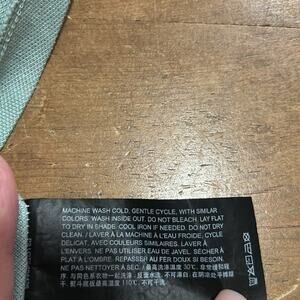 MACHINE WASH COLD, GENTLE CYCLE, WITH SIMILAR
COLORS. WASH INSIDE OUT. DO NOT BLEACH. LAY FLAT
TO DRY IN SHADE. COOL IRON IF NEEDED. DO NOT DRY
CLEAN. / LAVER À LA MACHINE À L'EAU FROIDE, CYCLE
DÉLICAT, AVEC COULEURS SIMILAIRES. LAVER À
L'ENVERS. NE PAS UTILISER EAU DE JAVEL. SÉCHER À
PLAT À L'OMBRE. REPASSER AU FER DOUX SI BESOIN.
NE PAS NETTOYER À SEC. / 最高洗涤温度 30℃, 非常缓和程
序, 与同色系衣物一起洗涤, 反面水洗, 不可漂白, 在阴凉处平摊晾
干, 熨斗底板最高温度 110℃, 不可干洗.